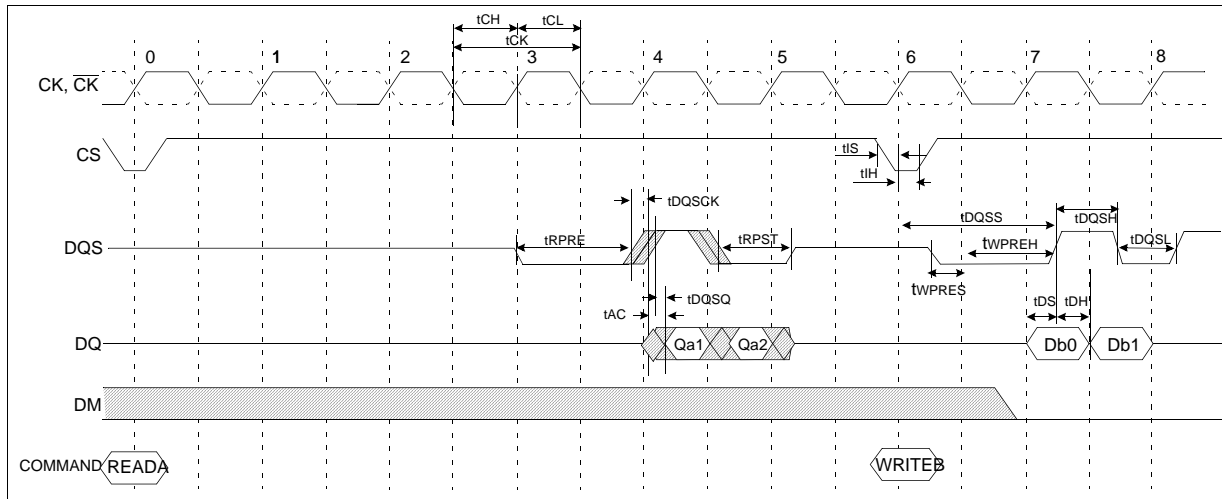 tCH tCL
0 1 2 tCK 3 4 5 6 7 8
CK, CK
CS
tIS
tIH
tDQSCK
tDQSS tDQSH
DQS tRPRE tRPST tWPREH tDQSL
tWPRES
tDQSQ
tAC tDS tDH
DQ Qa1 Qa2 Db0 Db1
DM
COMMAND READA WRITEB